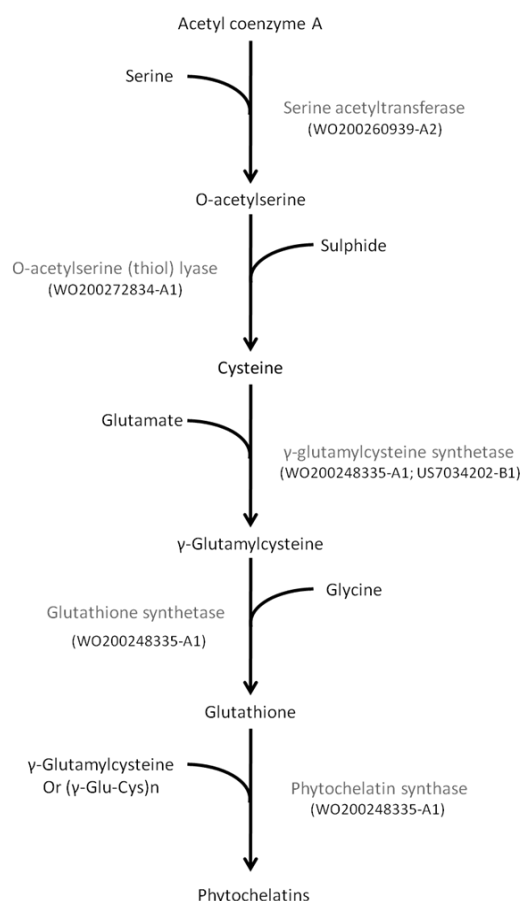 Acetyl coenzyme A
Serine
Serine acetyltransferase
(WO200260939-A2)
O-acetylserine
Sulphide
O-acetylserine (thiol) lyase
(WO200272834-A1)
Cysteine
Glutamate
γ-glutamylcysteine synthetase
(WO200248335-A1; US7034202-B1)
γ-Glutamylcysteine
Glycine
Glutathione synthetase
(WO200248335-A1)
Glutathione
γ-Glutamylcysteine
Or (γ-Glu-Cys)n
Phytochelatin synthase
(WO200248335-A1)
Phytochelatins